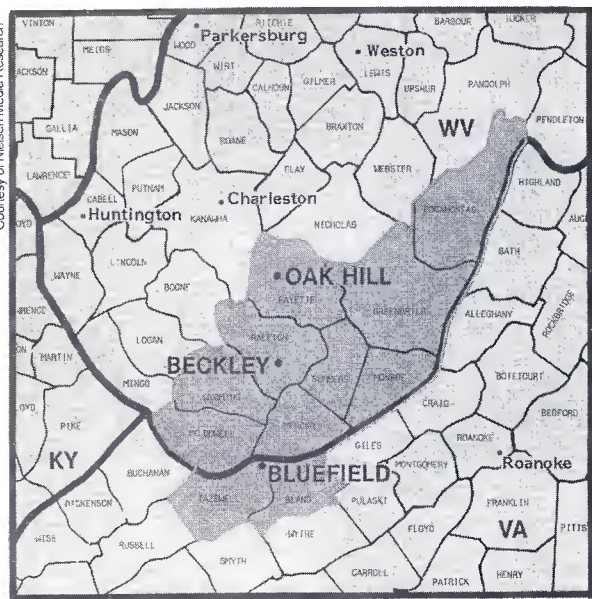 Courtesy of Nielsen Media Research
VINTON
MEIGS
JACKSON
GALLIA
LAWRENCE
WOOD
RITCHIE
Parkersburg
WIRT
CALHOUN
GILMER
Weston
LEWIS
UPSHUR
BARBOUR
TUCKER
RANDOLPH
PENDLETON
WV
MASON
JACKSON
ROANE
BRAXTON
WEBSTER
CLAY
PUTNAM
CABELL
Huntington
Charleston
KANAWHA
NICHOLAS
POCAHONTAS
HIGHLAND
BATH
WAYNE
LINCOLN
BOONE
OAK HILL
FAYETTE
GREENBRIER
ALLEGHANY
ROCKBRIDGE
MARTIN
LOGAN
MINGO
RALEIGH
BECKLEY
SUMMERS
MONROE
WYOMING
MERCER
MC DOWELL
BOTETOURT
CRAIG
BEDFORD
PIKE
KY
BUCHANAN
DICKENSON
WISE
RUSSELL
TAZEWELL
BLUEFIELD
BLAND
GILES
MONTGOMERY
ROANOKE
Roanoke
PULASKI
WYTHE
SMYTH
FLOYD
FRANKLIN
VA
PITTS
CARROLL
PATRICK
HENRY